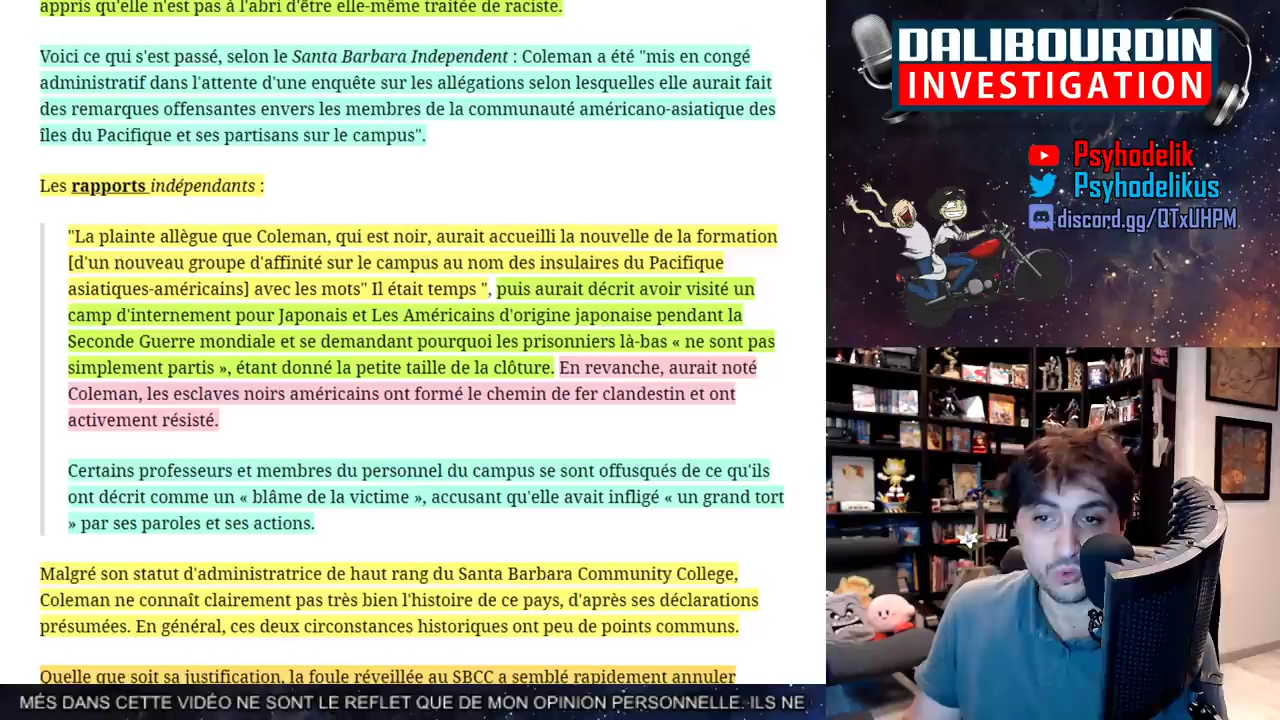 appris qu'elle n'est pas à l'abri d'être elle-même traitée de raciste.
Voici ce qui s'est passé, selon le Santa Barbara Independent : Coleman a été "mis en congé
administratif dans l'attente d'une enquête sur les allégations selon lesquelles elle aurait fait
des remarques offensantes envers les membres de la communauté américano-asiatique des
îles du Pacifique et ses partisans sur le campus".
Les rapports indépendants :
"La plainte allègue que Coleman, qui est noir, aurait accueilli la nouvelle de la formation
[d'un nouveau groupe d'affinité sur le campus au nom des insulaires du Pacifique
asiatiques-américains] avec les mots" Il était temps ", puis aurait décrit avoir visité un
camp d'internement pour Japonais et Les Américains d'origine japonaise pendant la
Seconde Guerre mondiale et se demandant pourquoi les prisonniers là-bas « ne sont pas
simplement partis », étant donné la petite taille de la clôture. En revanche, aurait noté
Coleman, les esclaves noirs américains ont formé le chemin de fer clandestin et ont
activement résisté.
Certains professeurs et membres du personnel du campus se sont offusqués de ce qu'ils
ont décrit comme un « blâme de la victime », accusant qu'elle avait infligé « un grand tort
» par ses paroles et ses actions.
Malgré son statut d'administratrice de haut rang du Santa Barbara Community College,
Coleman ne connaît clairement pas très bien l'histoire de ce pays, d'après ses déclarations
présumées. En général, ces deux circonstances historiques ont peu de points communs.
Quelle que soit sa justification, la foule réveillée au SBCC a semblé rapidement annuler
MÉS DANS CETTE VIDÉO NE SONT LE REFLET QUE DE MON OPINION PERSONNELLE. ILS NE
DALIBOURDIN
INVESTIGATION
Psyhodelik
Psyhodelikus
discord.gg/QTxUHPM